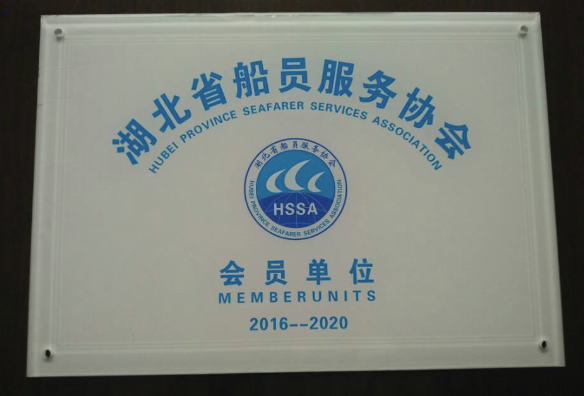 湖北省船员服务协会
HUBEI PROVINCE SEAFARER SERVICES ASSOCIATION
湖北省船员服务协会
HSSA
HUBEI PROVINCE SEAFARER SERVICES ASSOCIATION
会员单位
MEMBERUNITS
2016--2020